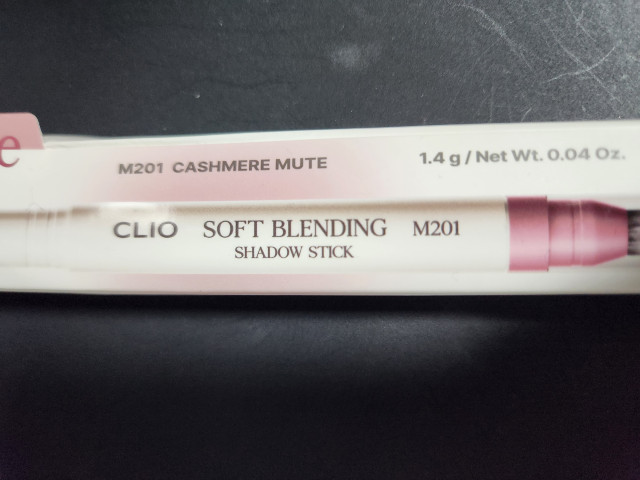 e
M201 CASHMERE MUTE
1.4 g / Net Wt. 0.04 Oz.
CLIO SOFT BLENDING M201
SHADOW STICK